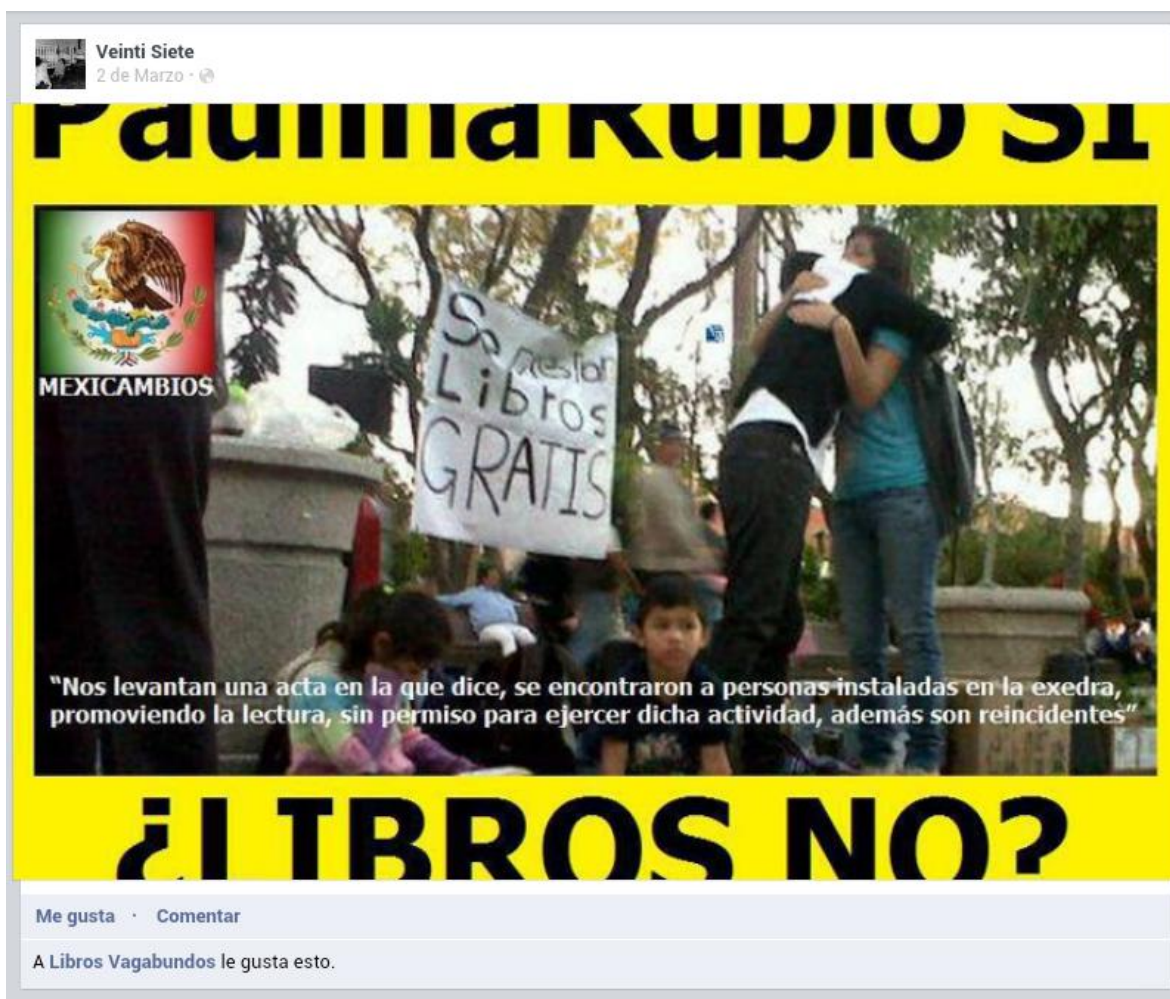 Veinti Siete
2 de Marzo
Paulina Rubio SI
MEXICAMBIOS
Se prestan
Libros
GRATIS
“Nos levantan una acta en la que dice, se encontraron a personas instaladas en la exedra,
promoviendo la lectura, sin permiso para ejercer dicha actividad, además son reincidentes”
¿LIBROS NO?
Me gusta · Comentar
A Libros Vagabundos le gusta esto.